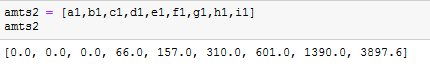 amts2 = [a1,b1,c1,d1,e1,f1,g1,h1,i1]
amts2
[0.0, 0.0, 0.0, 66.0, 157.0, 310.0, 601.0, 1390.0, 3897.6]